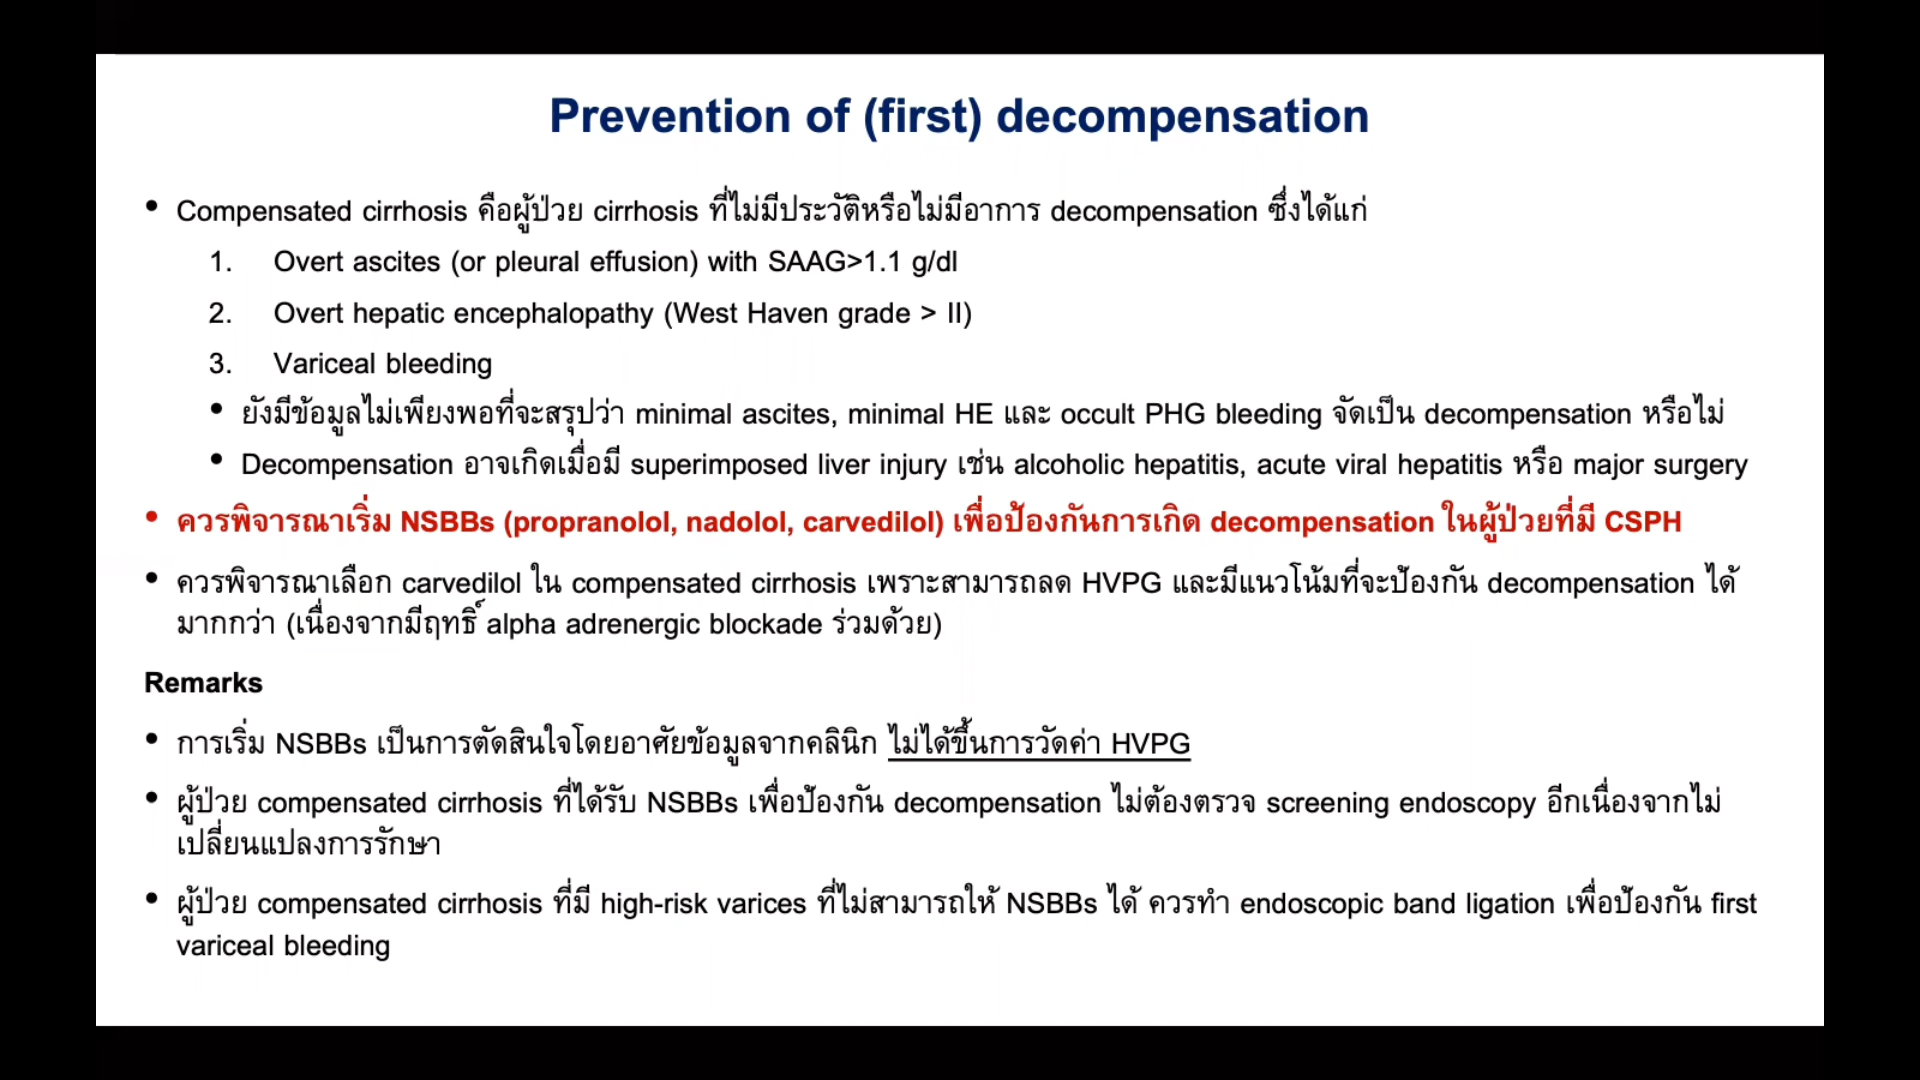 Prevention of (first) decompensation
• Compensated cirrhosis คือผู้ป่วย cirrhosis ที่ไม่มีประวัติหรือไม่มีอาการ decompensation ซึ่งได้แก่
1. Overt ascites (or pleural effusion) with SAAG>1.1 g/dl
2. Overt hepatic encephalopathy (West Haven grade > II)
3. Variceal bleeding
• ยังมีข้อมูลไม่เพียงพอที่จะสรุปว่า minimal ascites, minimal HE และ occult PHG bleeding จัดเป็น decompensation หรือไม่
• Decompensation อาจเกิดเมื่อมี superimposed liver injury เช่น alcoholic hepatitis, acute viral hepatitis หรือ major surgery
• ควรพิจารณาเริ่ม NSBBs (propranolol, nadolol, carvedilol) เพื่อป้องกันการเกิด decompensation ในผู้ป่วยที่มี CSPH
• ควรพิจารณาเลือก carvedilol ใน compensated cirrhosis เพราะสามารถลด HVPG และมีแนวโน้มที่จะป้องกัน decompensation ได้
มากกว่า (เนื่องจากมีฤทธิ์ alpha adrenergic blockade ร่วมด้วย)
Remarks
• การเริ่ม NSBBs เป็นการตัดสินใจโดยอาศัยข้อมูลจากคลินิก ไม่ได้ขึ้นการวัดค่า HVPG
• ผู้ป่วย compensated cirrhosis ที่ได้รับ NSBBs เพื่อป้องกัน decompensation ไม่ต้องตรวจ screening endoscopy อีกเนื่องจากไม่
เปลี่ยนแปลงการรักษา
• ผู้ป่วย compensated cirrhosis ที่มี high-risk varices ที่ไม่สามารถให้ NSBBs ได้ ควรทำ endoscopic band ligation เพื่อป้องกัน first
variceal bleeding